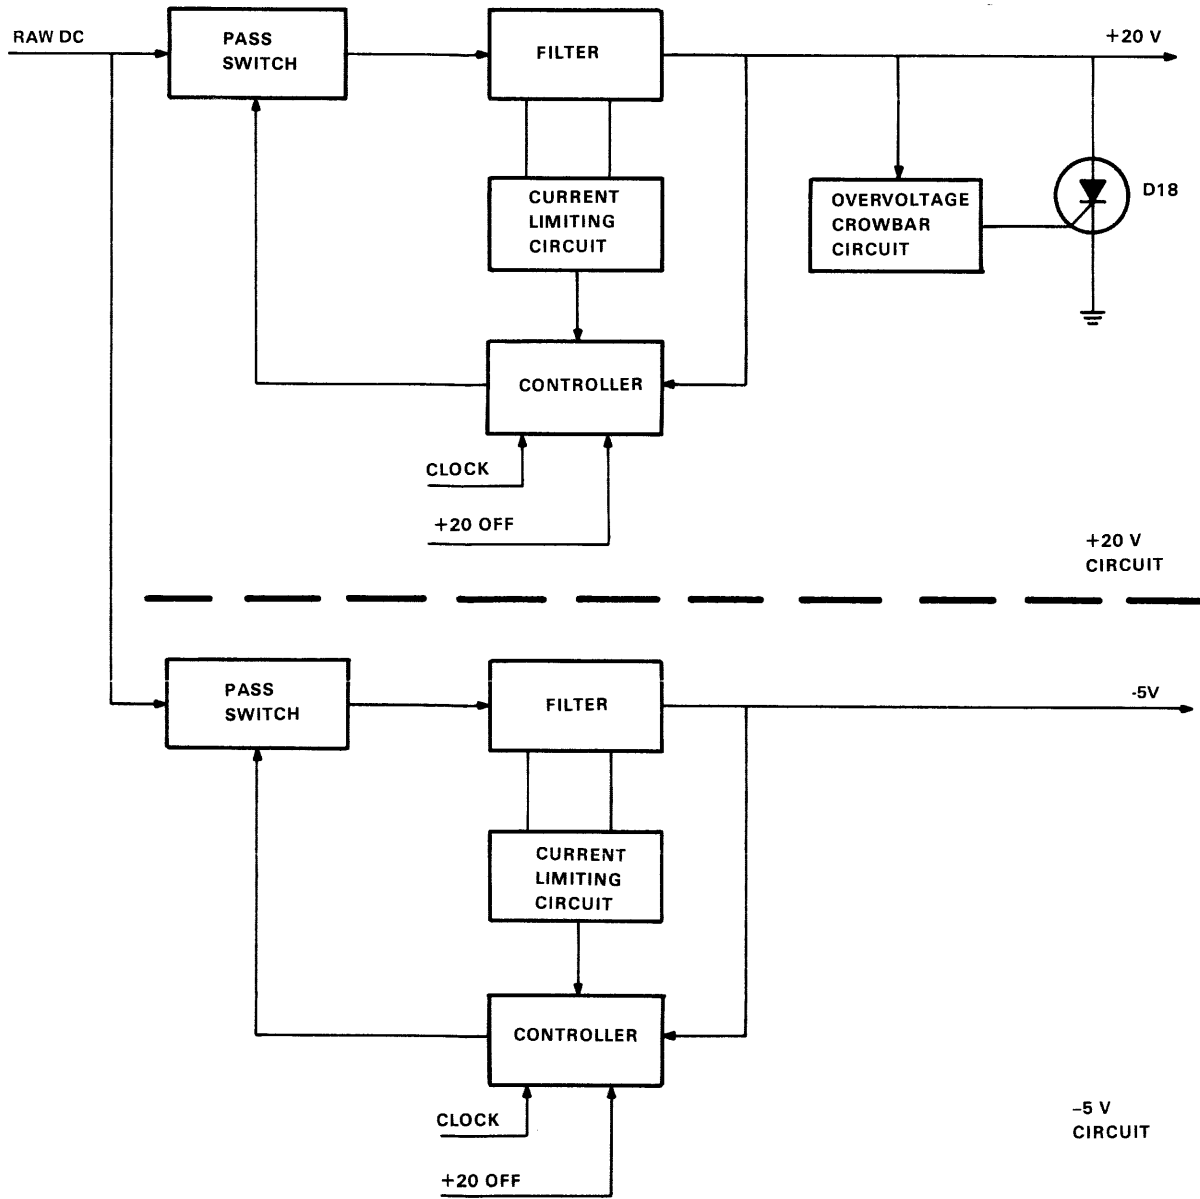 RAW DC
PASS
SWITCH
FILTER
+20 V
CURRENT
LIMITING
CIRCUIT
OVERVOLTAGE
CROWBAR
CIRCUIT
D18
CONTROLLER
CLOCK
+20 OFF
+20 V
CIRCUIT
PASS
SWITCH
FILTER
-5V
CURRENT
LIMITING
CIRCUIT
CONTROLLER
CLOCK
+20 OFF
–5 V
CIRCUIT